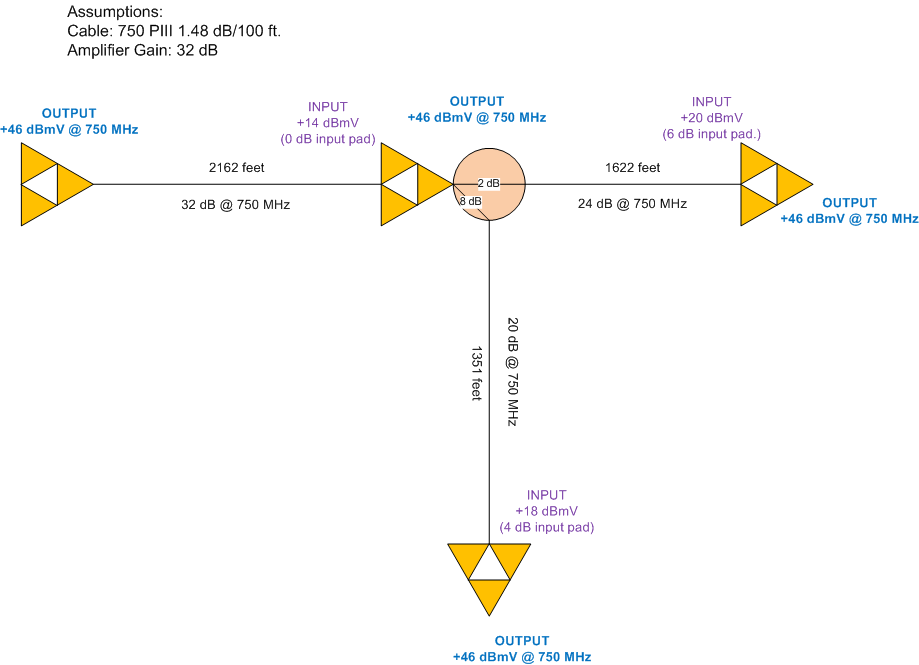 Assumptions:
Cable: 750 PIII 1.48 dB/100 ft.
Amplifier Gain: 32 dB
OUTPUT
+46 dBmV @ 750 MHz
INPUT
+14 dBmV
(0 dB input pad)
OUTPUT
+46 dBmV @ 750 MHz
INPUT
+20 dBmV
(6 dB input pad.)
2162 feet
32 dB @ 750 MHz
2 dB
8 dB
1622 feet
24 dB @ 750 MHz
OUTPUT
+46 dBmV @ 750 MHz
1351 feet
20 dB @ 750 MHz
INPUT
+18 dBmV
(4 dB input pad)
OUTPUT
+46 dBmV @ 750 MHz